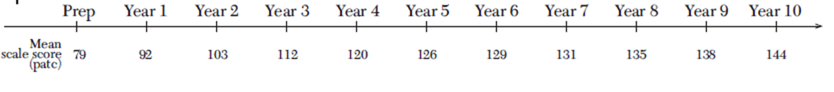 Prep Year 1 Year 2 Year 3 Year 4 Year 5 Year 6 Year 7 Year 8 Year 9 Year 10
Mean
scale score 79 92 103 112 120 126 129 131 135 138 144
(patc)